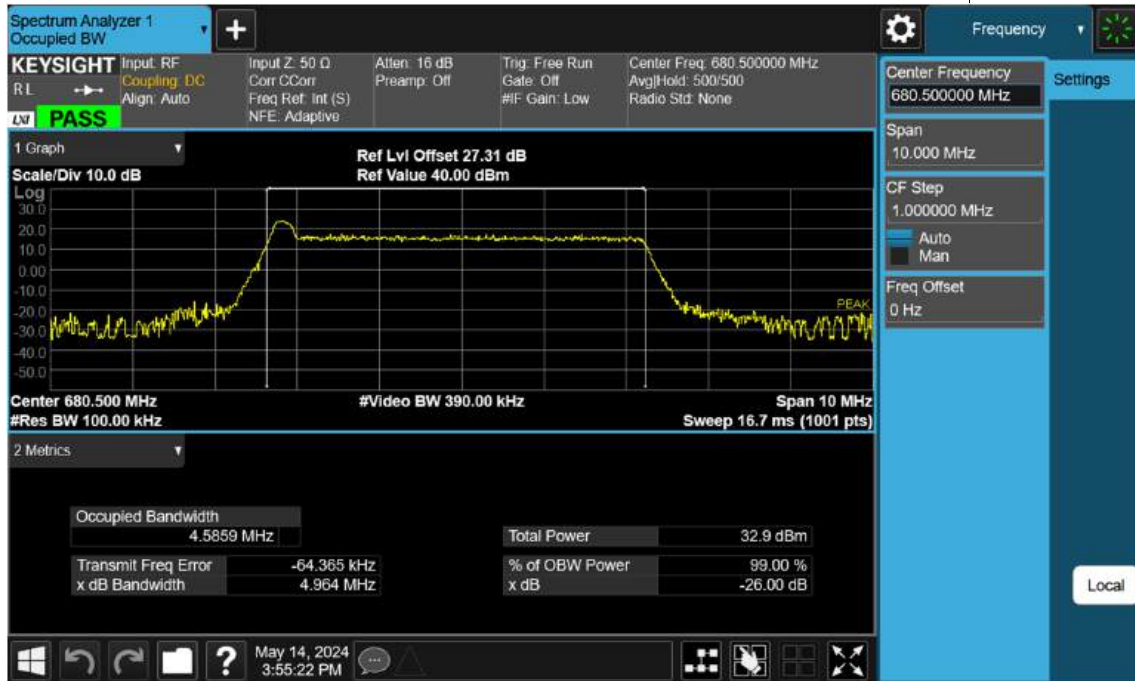 Spectrum Analyzer 1
Occupied BW
+
Frequency
KEYSIGHT
RL
LXI PASS
Input: RF
Coupling: DC
Align: Auto
Input Z: 50 Ω
Corr CCorr
Freq Ref: Int (S)
NFE: Adaptive
Atten: 16 dB
Preamp: Off
Trig: Free Run
Gate: Off
#IF Gain: Low
Center Freq: 680.500000 MHz
Avg|Hold: 500/500
Radio Std: None
Center Frequency
680.500000 MHz
Settings
Span
10.000 MHz
CF Step
1.000000 MHz
Auto
Man
Freq Offset
0 Hz
Local
1 Graph
Scale/Div 10.0 dB
Ref Lvl Offset 27.31 dB
Ref Value 40.00 dBm
Log
30.0
20.0
10.0
0.00
-10.0
-20.0
-30.0
-40.0
-50.0
PEAK
Center 680.500 MHz
#Video BW 390.00 kHz
Span 10 MHz
#Res BW 100.00 kHz
Sweep 16.7 ms (1001 pts)
2 Metrics
Occupied Bandwidth
4.5859 MHz
Total Power 32.9 dBm
Transmit Freq Error -64.365 kHz
% of OBW Power 99.00 %
x dB Bandwidth 4.964 MHz
x dB -26.00 dB
?
May 14, 2024
3:55:22 PM